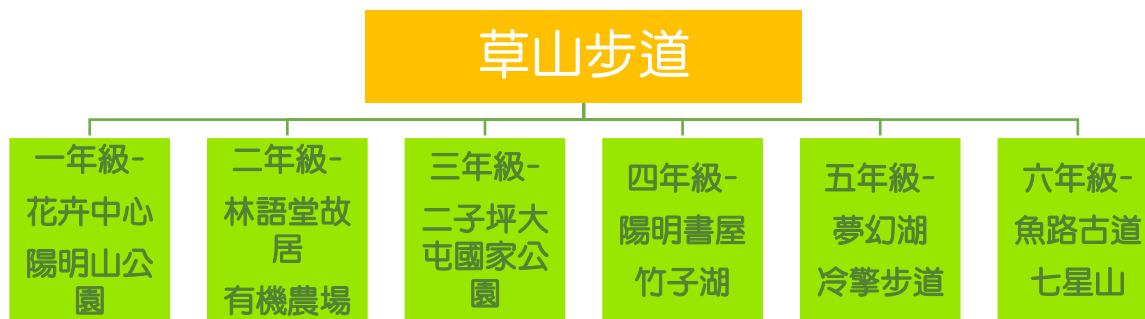 草山步道
一年級-
花卉中心
陽明山公
園
二年級-
林語堂故
居
有機農場
三年級-
二子坪大
屯國家公
園
四年級-
陽明書屋
竹子湖
五年級-
夢幻湖
冷擎步道
六年級-
魚路古道
七星山